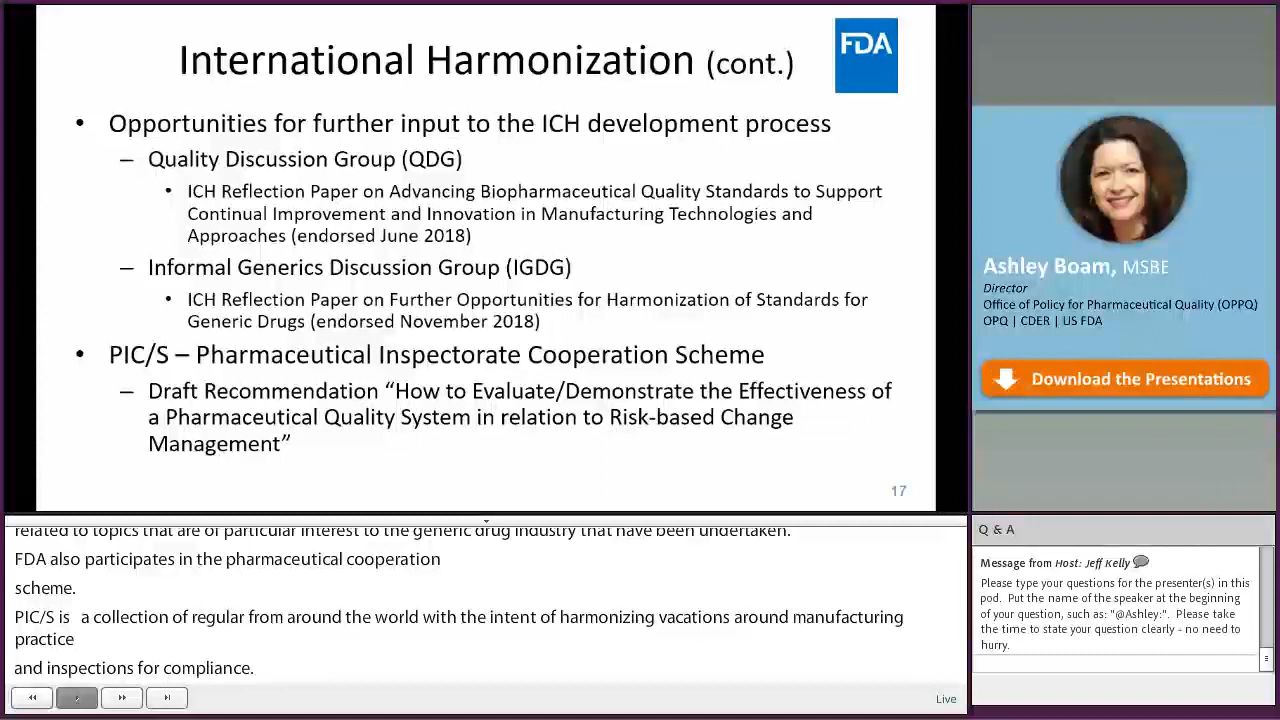 International Harmonization (cont.)
FDA
• Opportunities for further input to the ICH development process
– Quality Discussion Group (QDG)
• ICH Reflection Paper on Advancing Biopharmaceutical Quality Standards to Support
Continual Improvement and Innovation in Manufacturing Technologies and
Approaches (endorsed June 2018)
– Informal Generics Discussion Group (IGDG)
• ICH Reflection Paper on Further Opportunities for Harmonization of Standards for
Generic Drugs (endorsed November 2018)
• PIC/S – Pharmaceutical Inspectorate Cooperation Scheme
– Draft Recommendation “How to Evaluate/Demonstrate the Effectiveness of
a Pharmaceutical Quality System in relation to Risk-based Change
Management”
17
Ashley Boam, MSBE
Director
Office of Policy for Pharmaceutical Quality (OPPQ)
OPQ | CDER | US FDA
Download the Presentations
related to topics that are of particular interest to the generic drug industry that have been undertaken.
FDA also participates in the pharmaceutical cooperation
scheme.
PIC/S is a collection of regular from around the world with the intent of harmonizing vacations around manufacturing
practice
and inspections for compliance.
Live
Q & A
Message from Host: Jeff Kelly
Please type your questions for the presenter(s) in this
pod. Put the name of the speaker at the beginning
of your question, such as: "@Ashley:". Please take
the time to state your question clearly - no need to
hurry.